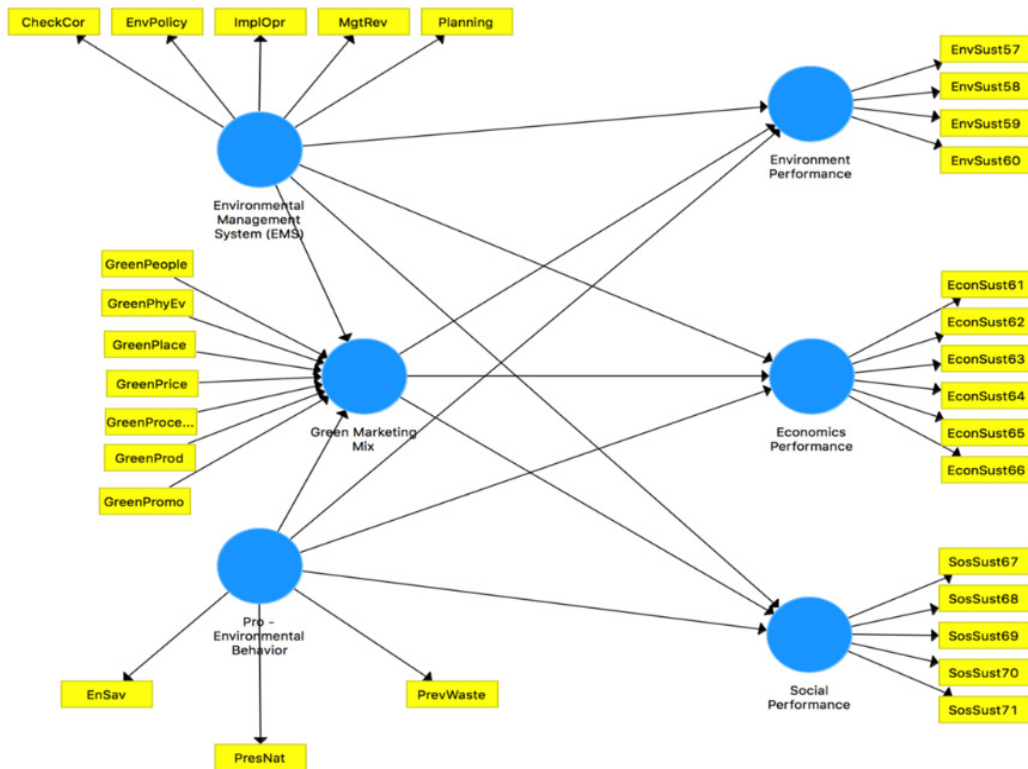 CheckCor
EnvPolicy
ImplOpr
MgtRev
Planning
Environmental
Management
System (EMS)
GreenPeople
GreenPhyEv
GreenPlace
GreenPrice
GreenProce...
GreenProd
GreenPromo
Green Marketing
Mix
Pro -
Environmental
Behavior
EnSav
PresNat
PrevWaste
Environment
Performance
EnvSust57
EnvSust58
EnvSust59
EnvSust60
Economics
Performance
EconSust61
EconSust62
EconSust63
EconSust64
EconSust65
EconSust66
Social
Performance
SosSust67
SosSust68
SosSust69
SosSust70
SosSust71